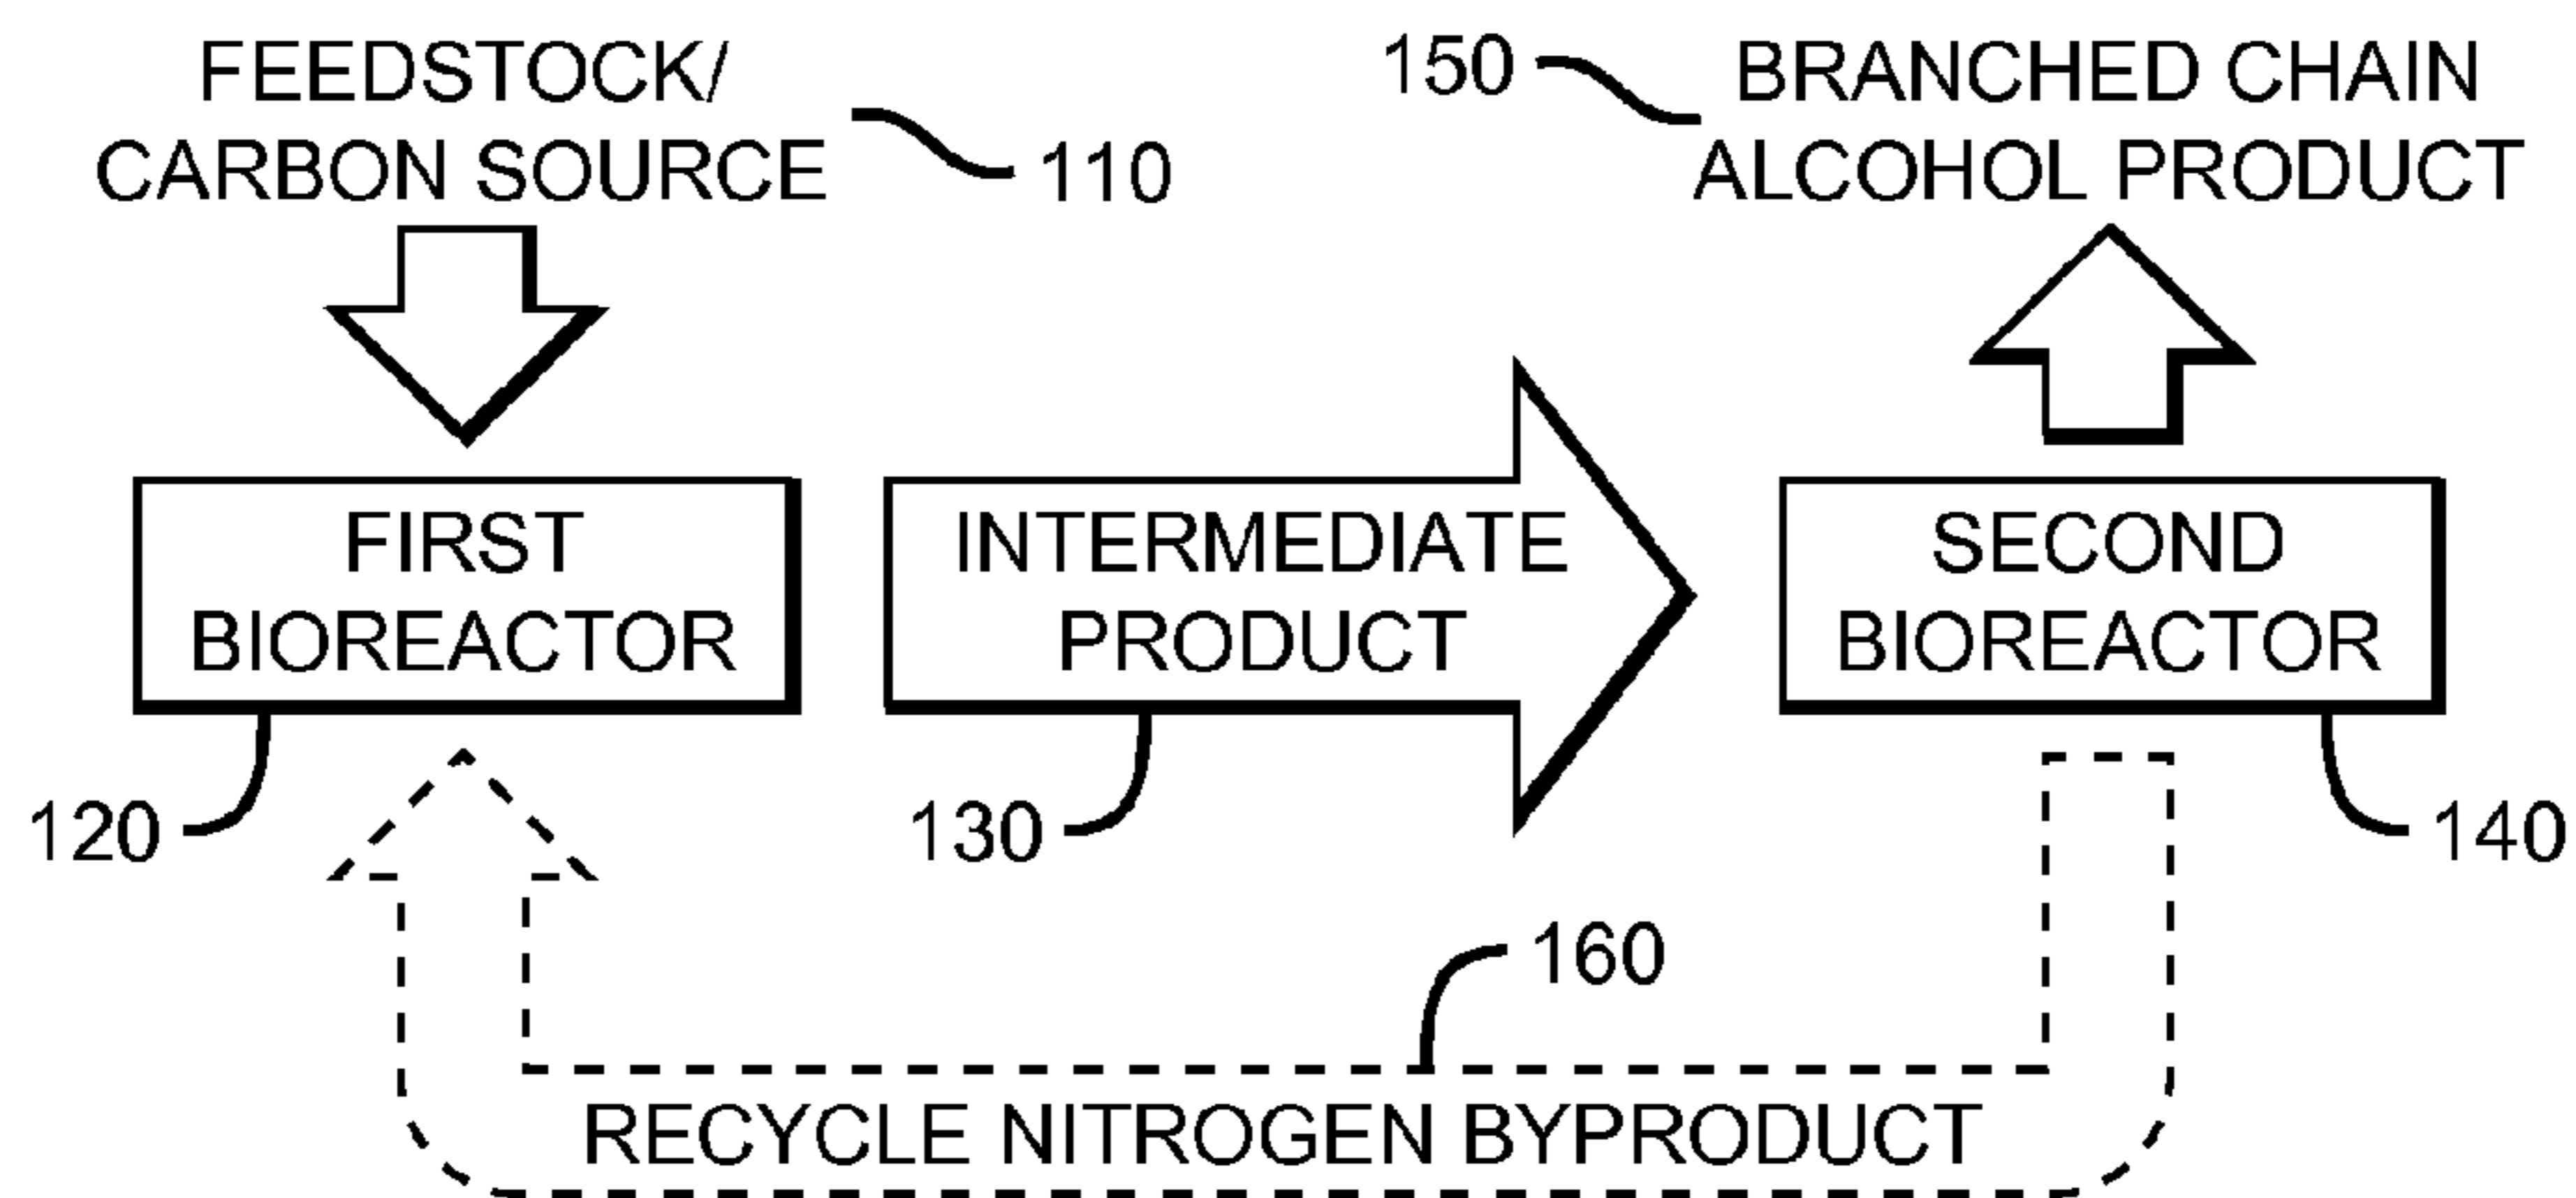 FEEDSTOCK/
CARBON SOURCE
110
150
BRANCHED CHAIN
ALCOHOL PRODUCT
FIRST
BIOREACTOR
INTERMEDIATE
PRODUCT
SECOND
BIOREACTOR
120
130
140
160
RECYCLE NITROGEN BYPRODUCT